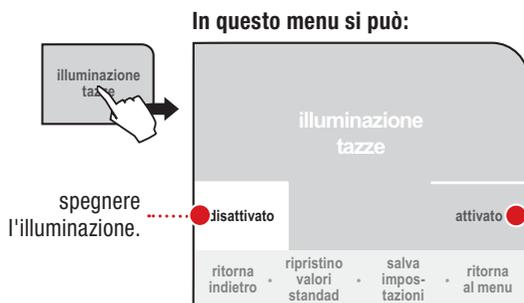 In questo menu si può:
illuminazione
tazze
illuminazione
tazze
spegnere
l'illuminazione.
disattivato
attivato
ritorna
indietro
ripristino
valori
standad
salva
impos-
tazioni
ritorna
al menu